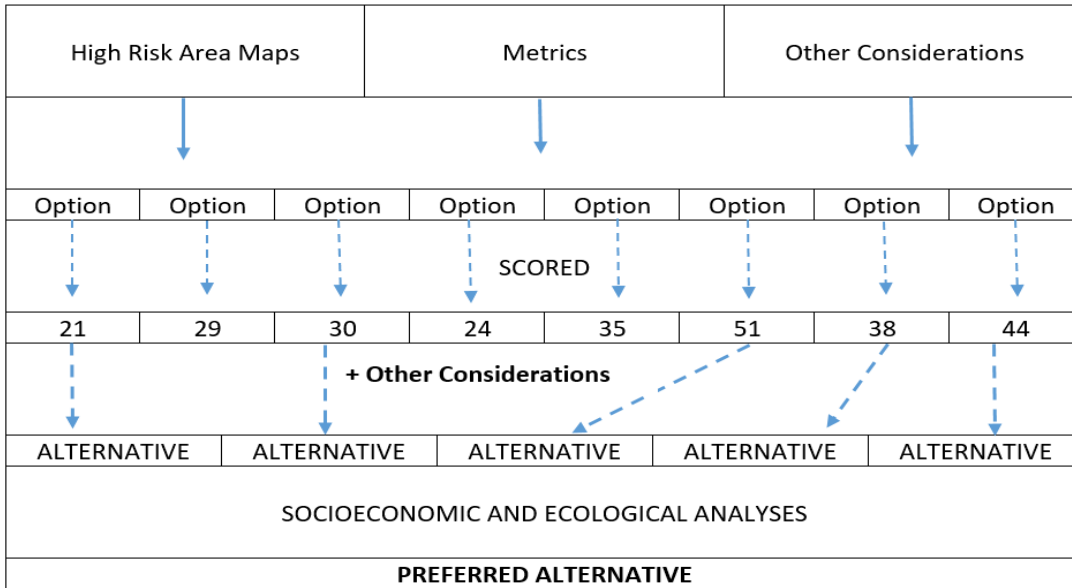 High Risk Area Maps Metrics Other Considerations
Option Option Option Option Option Option Option Option
SCORED
21 29 30 24 35 51 38 44
+ Other Considerations
ALTERNATIVE ALTERNATIVE ALTERNATIVE ALTERNATIVE ALTERNATIVE
SOCIOECONOMIC AND ECOLOGICAL ANALYSES
PREFERRED ALTERNATIVE